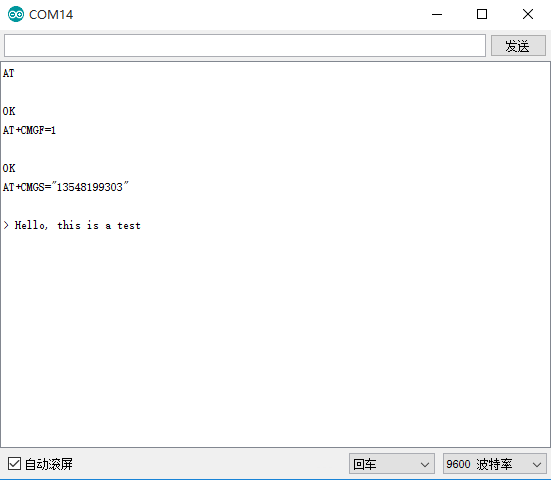 COM14
发送
AT
OK
AT+CMGF=1
OK
AT+CMGS="13548199303"
> Hello, this is a test
自动滚屏
回车
9600 波特率